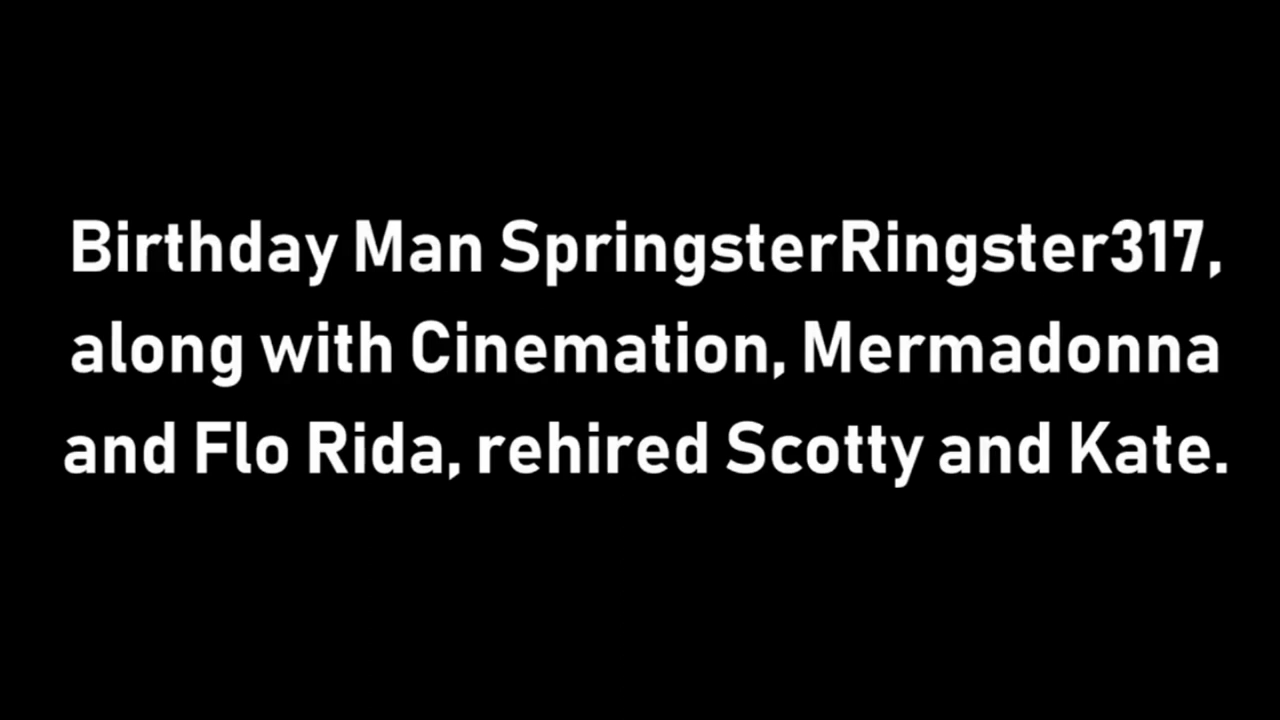 Birthday Man SpringsterRingster317,
along with Cinemation, Mermadonna
and Flo Rida, rehired Scotty and Kate.